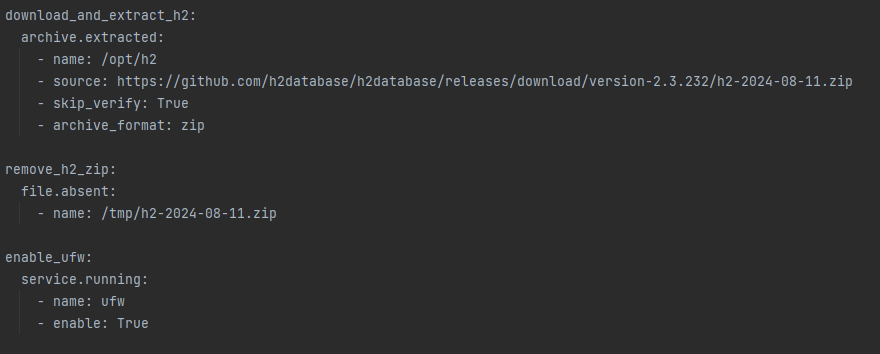 download_and_extract_h2:
  archive.extracted:
    - name: /opt/h2
    - source: https://github.com/h2database/h2database/releases/download/version-2.3.232/h2-2024-08-11.zip
    - skip_verify: True
    - archive_format: zip

remove_h2_zip:
  file.absent:
    - name: /tmp/h2-2024-08-11.zip

enable_ufw:
  service.running:
    - name: ufw
    - enable: True